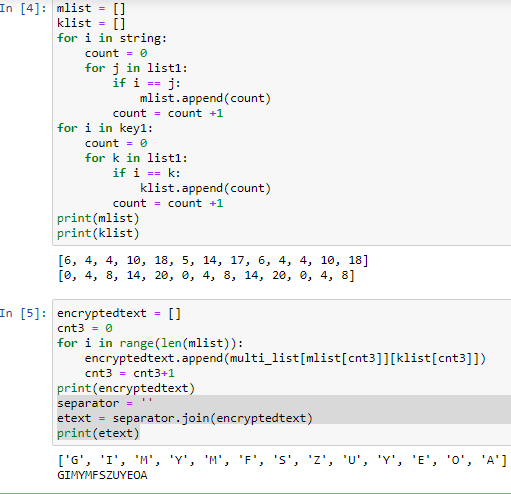 In [4]: mlist = []
klist = []
for i in string:
    count = 0
    for j in list1:
        if i == j:
            mlist.append(count)
        count = count +1
for i in key1:
    count = 0
    for k in list1:
        if i == k:
            klist.append(count)
        count = count +1
print(mlist)
print(klist)
[6, 4, 4, 10, 18, 5, 14, 17, 6, 4, 4, 10, 18]
[0, 4, 8, 14, 20, 0, 4, 8, 14, 20, 0, 4, 8]
In [5]: encryptedtext = []
cnt3 = 0
for i in range(len(mlist)):
    encryptedtext.append(multi_list[mlist[cnt3]][klist[cnt3]])
    cnt3 = cnt3+1
print(encryptedtext)
separator = ''
etext = separator.join(encryptedtext)
print(etext)
['G', 'I', 'M', 'Y', 'M', 'F', 'S', 'Z', 'U', 'Y', 'E', 'O', 'A']
GIMYMFSZUYEOA